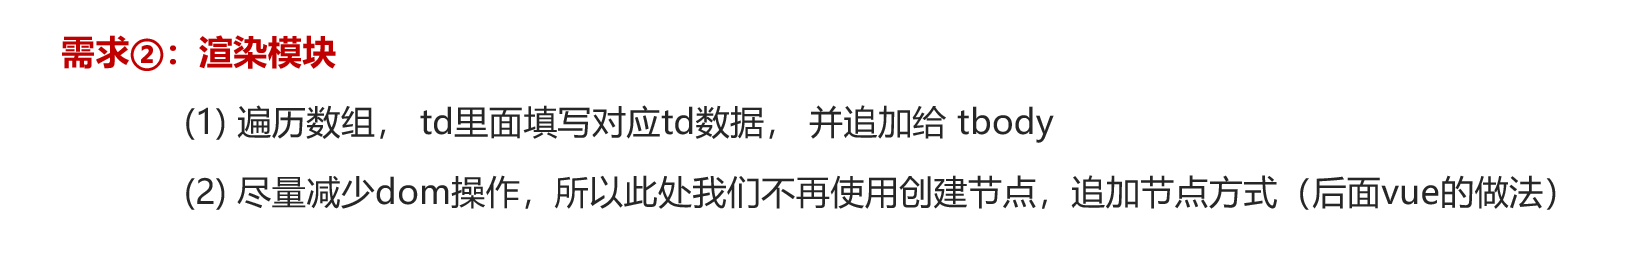 需求②：渲染模块
(1) 遍历数组， td里面填写对应td数据， 并追加给 tbody
(2) 尽量减少dom操作，所以此处我们不再使用创建节点，追加节点方式（后面vue的做法）